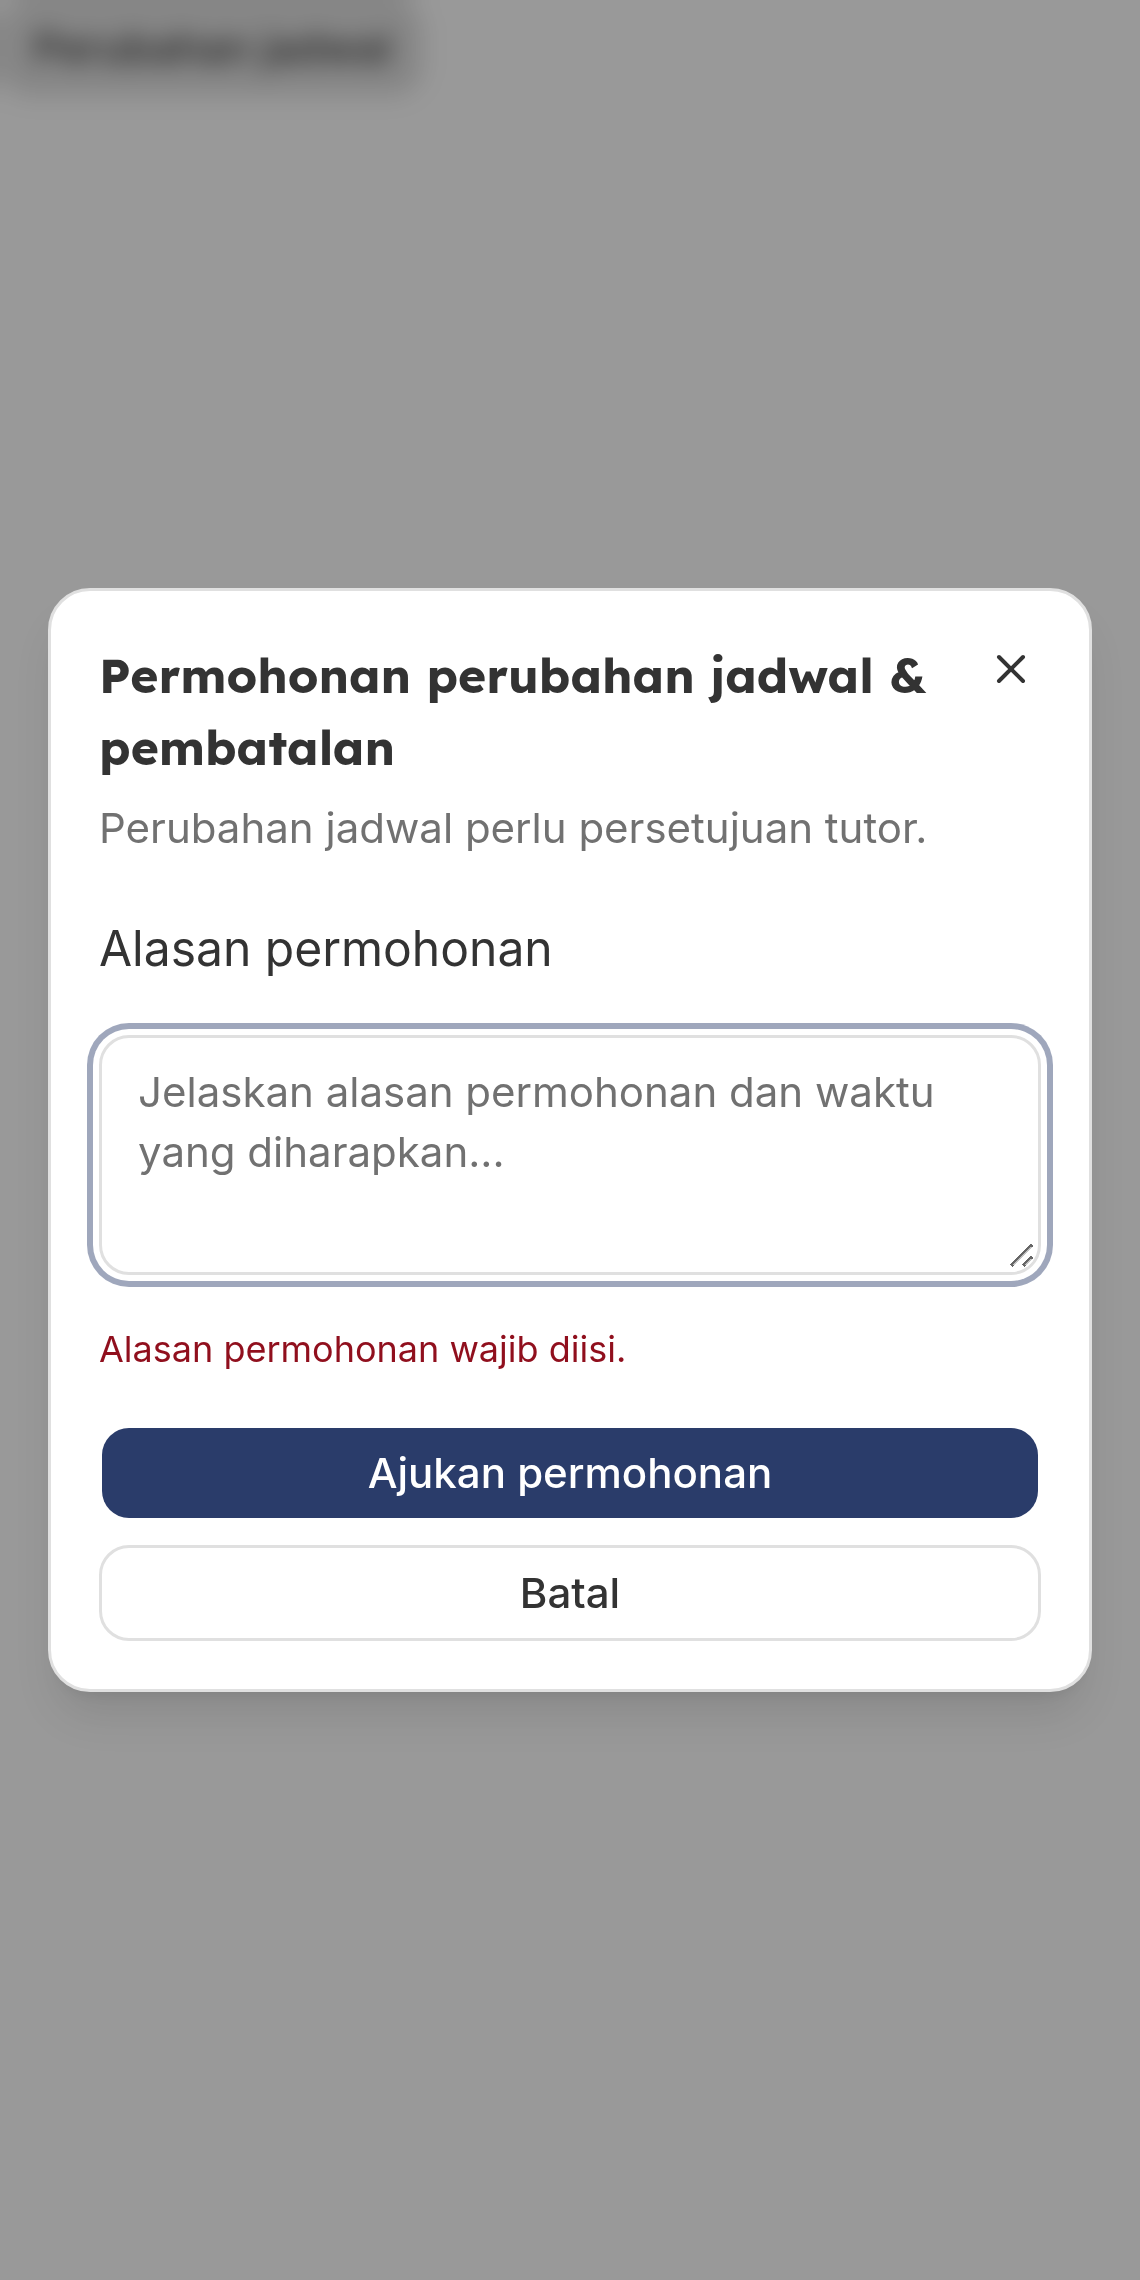 Permohonan perubahan jadwal &
pembatalan
Perubahan jadwal perlu persetujuan tutor.
Alasan permohonan
Jelaskan alasan permohonan dan waktu
yang diharapkan...
Alasan permohonan wajib diisi.
Ajukan permohonan
Batal